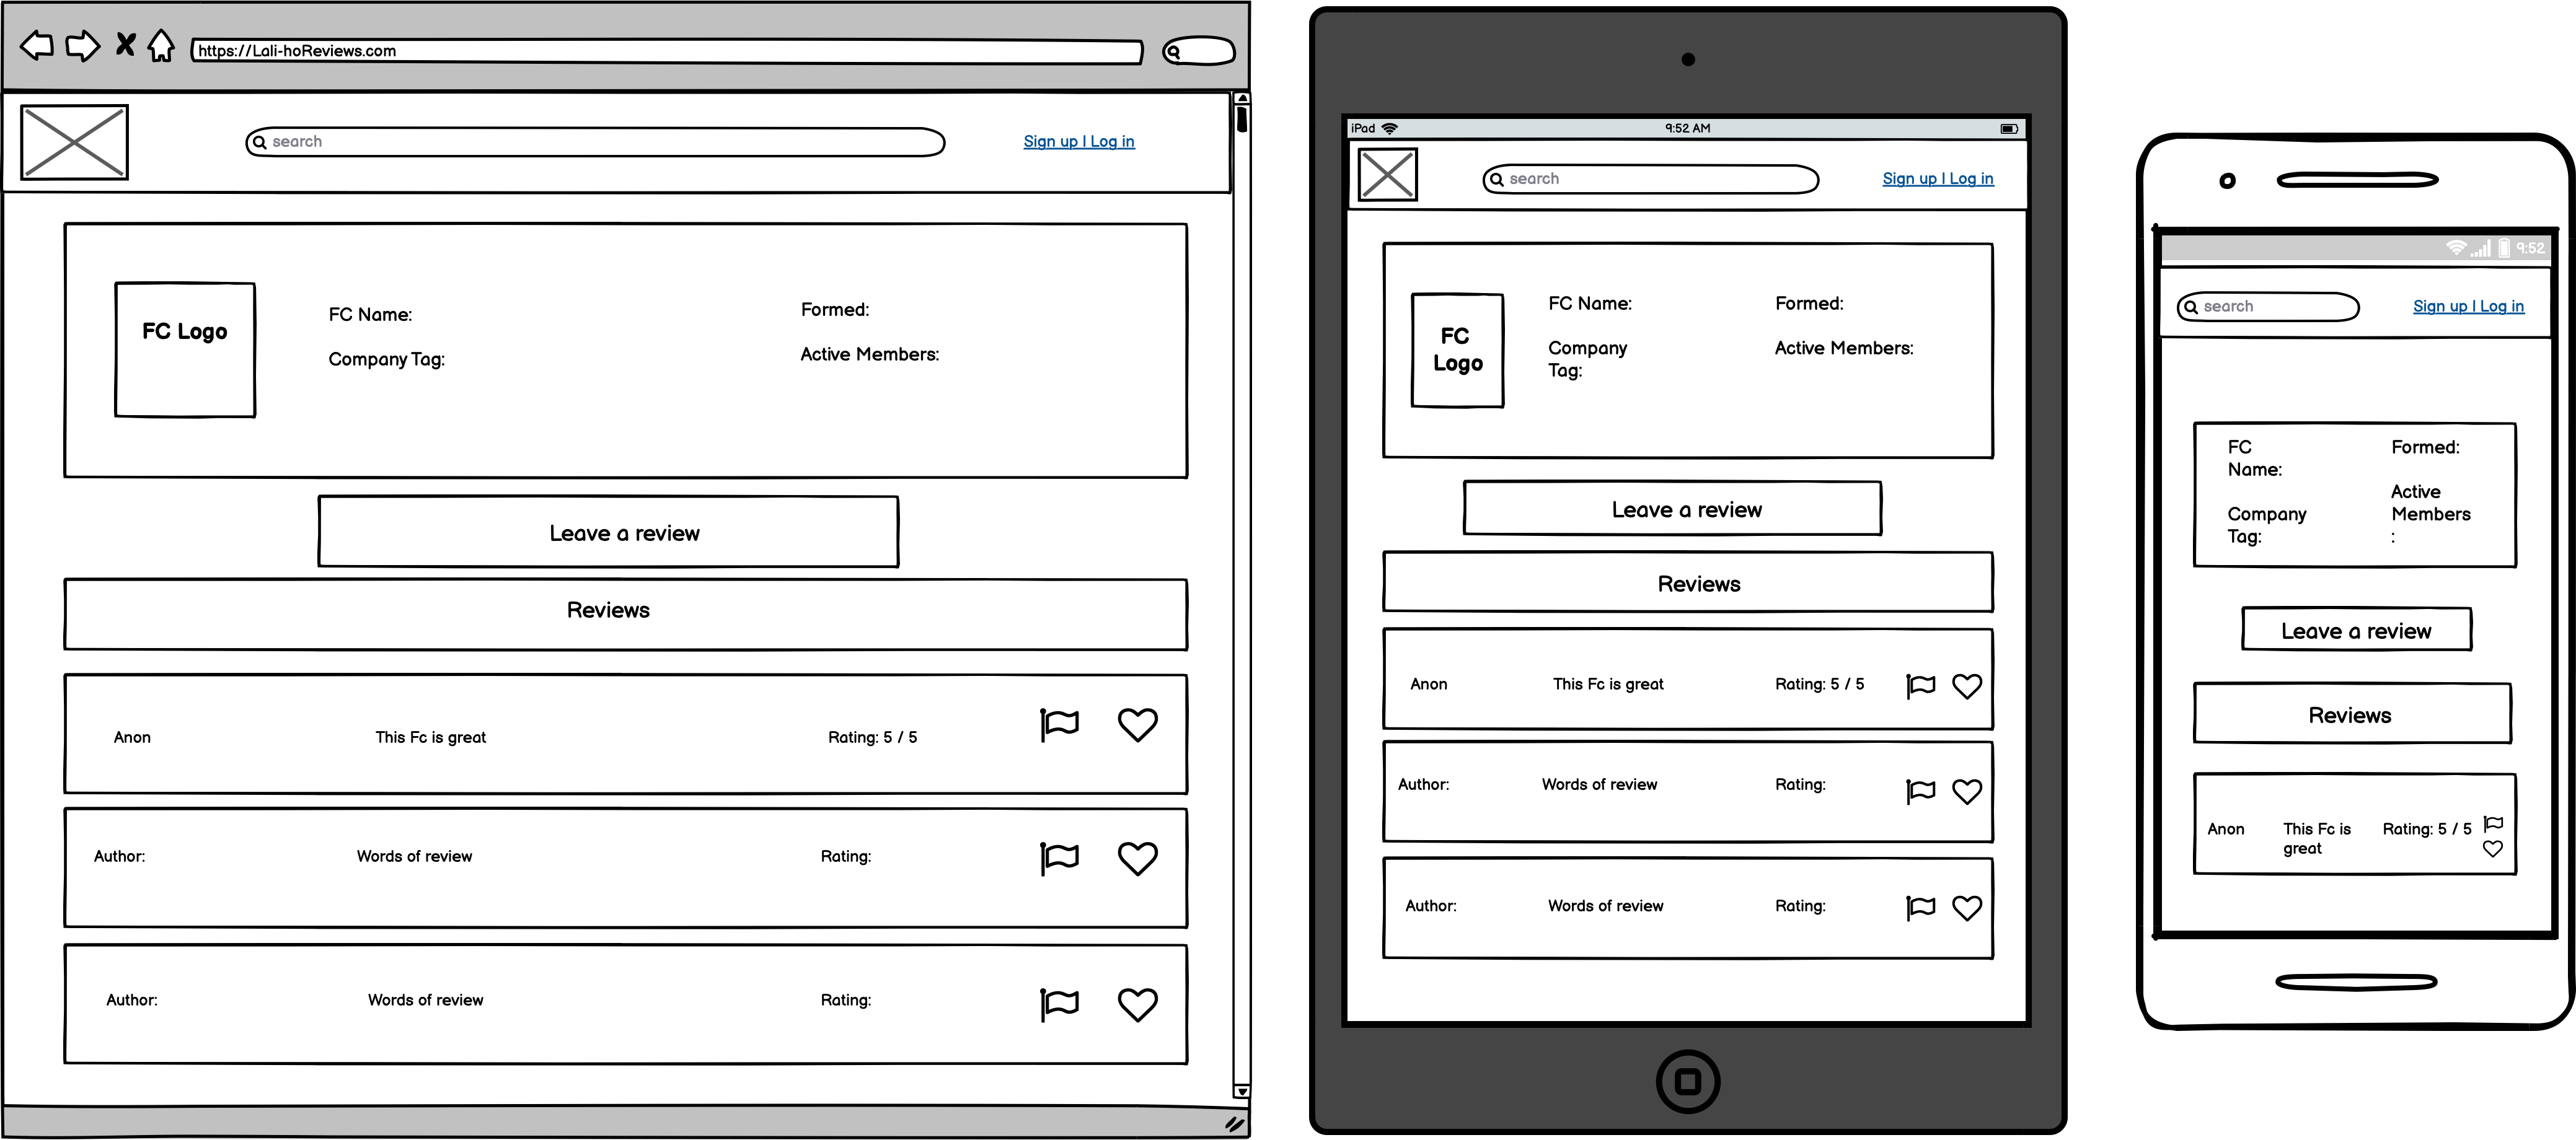 https://Lali-hoReviews.com
search
Sign up | Log in
FC Logo
FC Name:
Formed:
Company Tag:
Active Members:
Leave a review
Reviews
Anon This Fc is great Rating: 5 / 5
Author: Words of review Rating:
Author: Words of review Rating:
iPad 9:52 AM
search
Sign up | Log in
FC
Logo
FC Name:
Formed:
Company
Tag:
Active Members:
Leave a review
Reviews
Anon This Fc is great Rating: 5 / 5
Author: Words of review Rating:
Author: Words of review Rating:
9:52
search
Sign up | Log in
FC
Name:
Company
Tag:
Formed:
Active
Members
:
Leave a review
Reviews
Anon This Fc is
great
Rating: 5 / 5